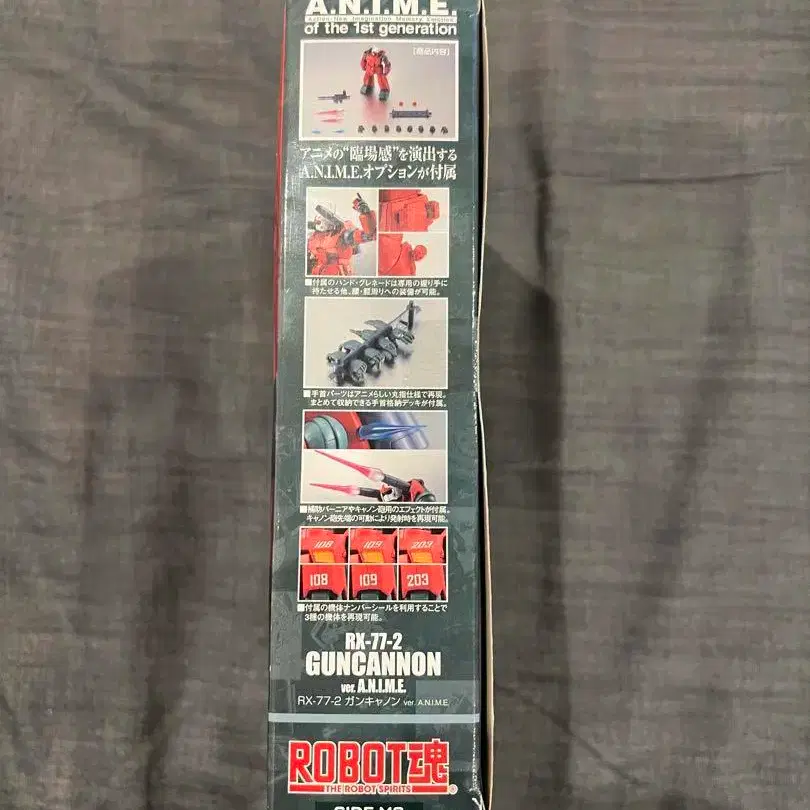 A.N.I.M.E.
Action・New Imagination Memory Emotion
of the 1st generation
[商品内容]
アニメの"臨場感"を演出する
A.N.I.M.E.オプションが付属
■付属のハンド・グレネードは専用の握り手に
持たせる他、腰・脛周りへの装備が可能。
■手首パーツはアニメらしい丸指仕様で再現。
まとめて収納できる手首格納デッキが付属。
■補助バーニアやキャノン砲用のエフェクトが付属。
キャノン砲先端の可動により発射時を再現可能。
108 109 203
108 109 203
■付属の機体ナンバーシールを利用することで
3種の機体を再現可能。
RX-77-2
GUNCANNON
ver. A.N.I.M.E.
RX-77-2 ガンキャノン ver. A.N.I.M.E.
ROBOT魂
THE ROBOT SPIRITS
®
SIDE MS